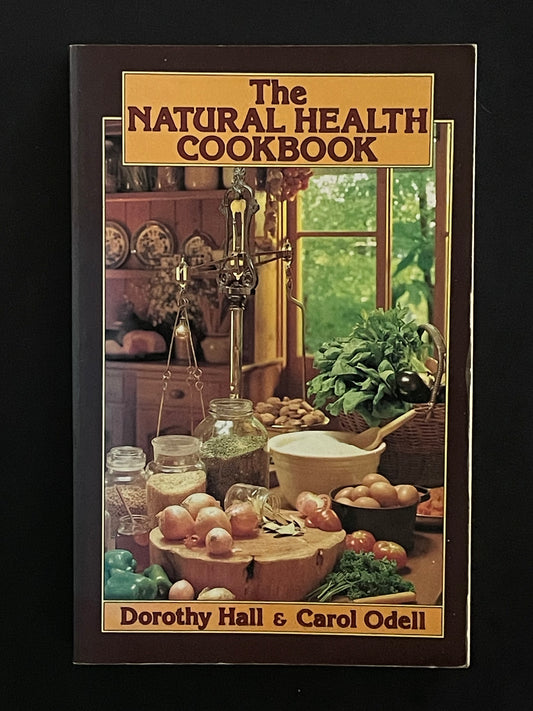 The
NATURAL HEALTH
COOKBOOK
Dorothy Hall & Carol Odell